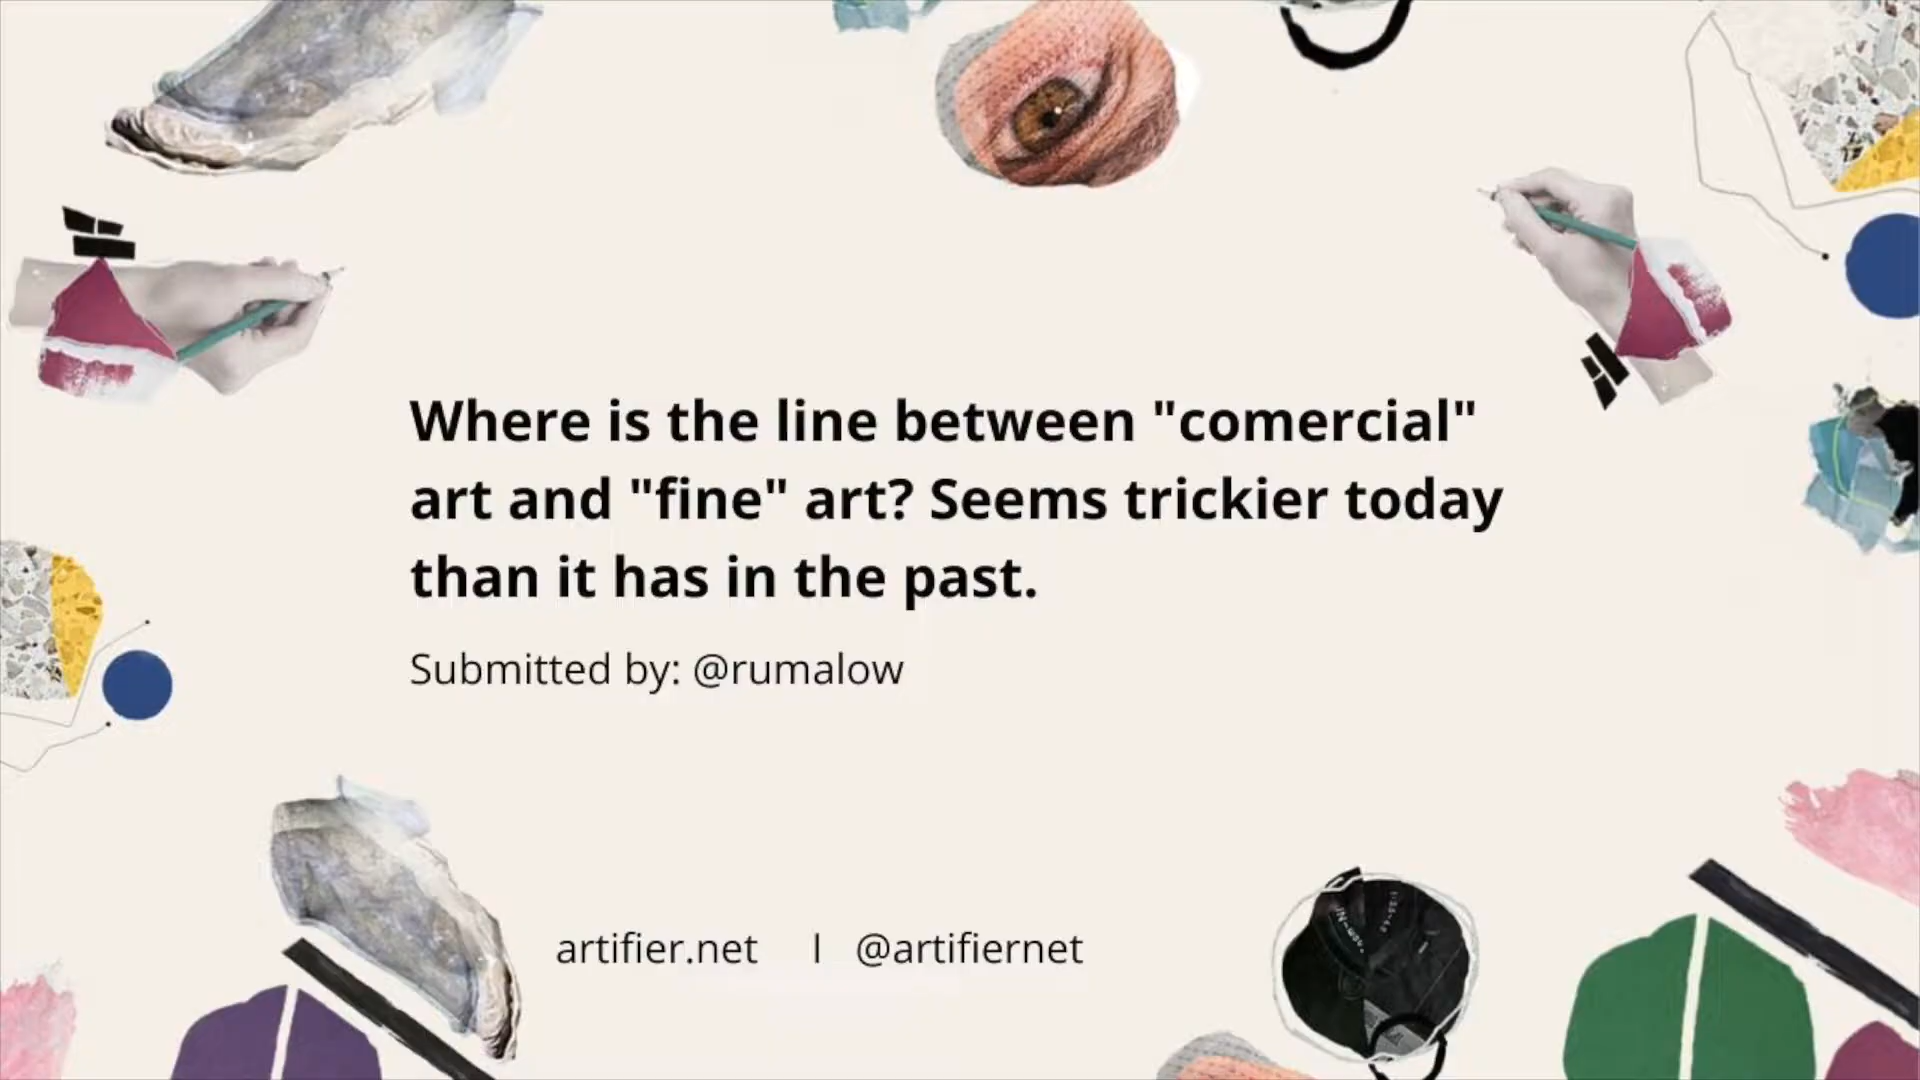 Where is the line between "comercial"
art and "fine" art? Seems trickier today
than it has in the past.
Submitted by: @rumalow
artifier.net | @artifiernet